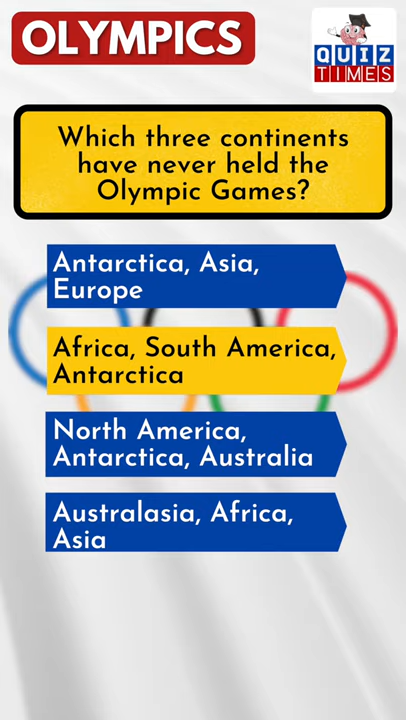 OLYMPICS
QUIZ
TIMES
Which three continents
have never held the
Olympic Games?
Antarctica, Asia,
Europe
Africa, South America,
Antarctica
North America,
Antarctica, Australia
Australasia, Africa,
Asia